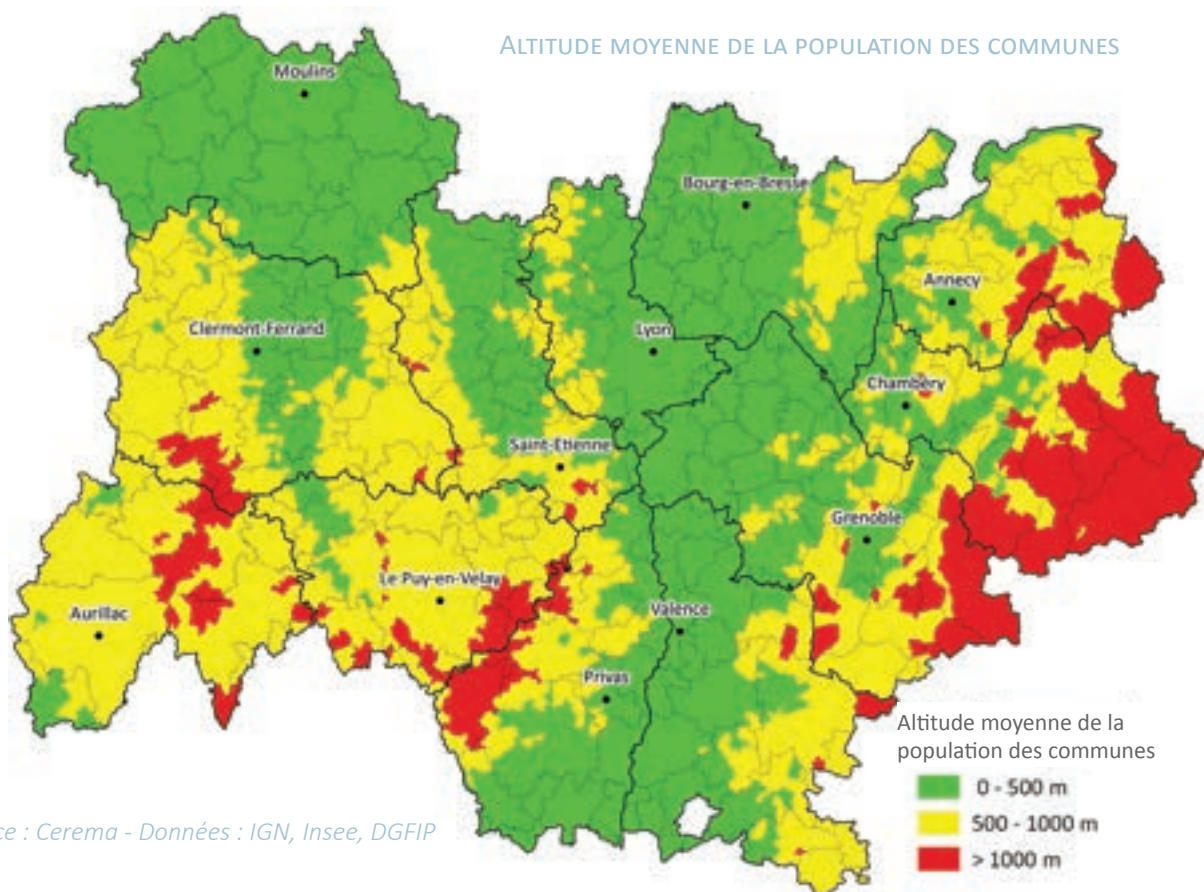 ALTITUDE MOYENNE DE LA POPULATION DES COMMUNES
Moulins
Bourg-en-Bresse
Annecy
Clermont-Ferrand
Lyon
Chambéry
Saint-Etienne
Grenoble
Le Puy-en-Velay
Aurillac
Valence
Privas
Altitude moyenne de la
population des communes
0 - 500 m
500 - 1000 m
> 1000 m
ce : Cerema - Données : IGN, Insee, DGFIP